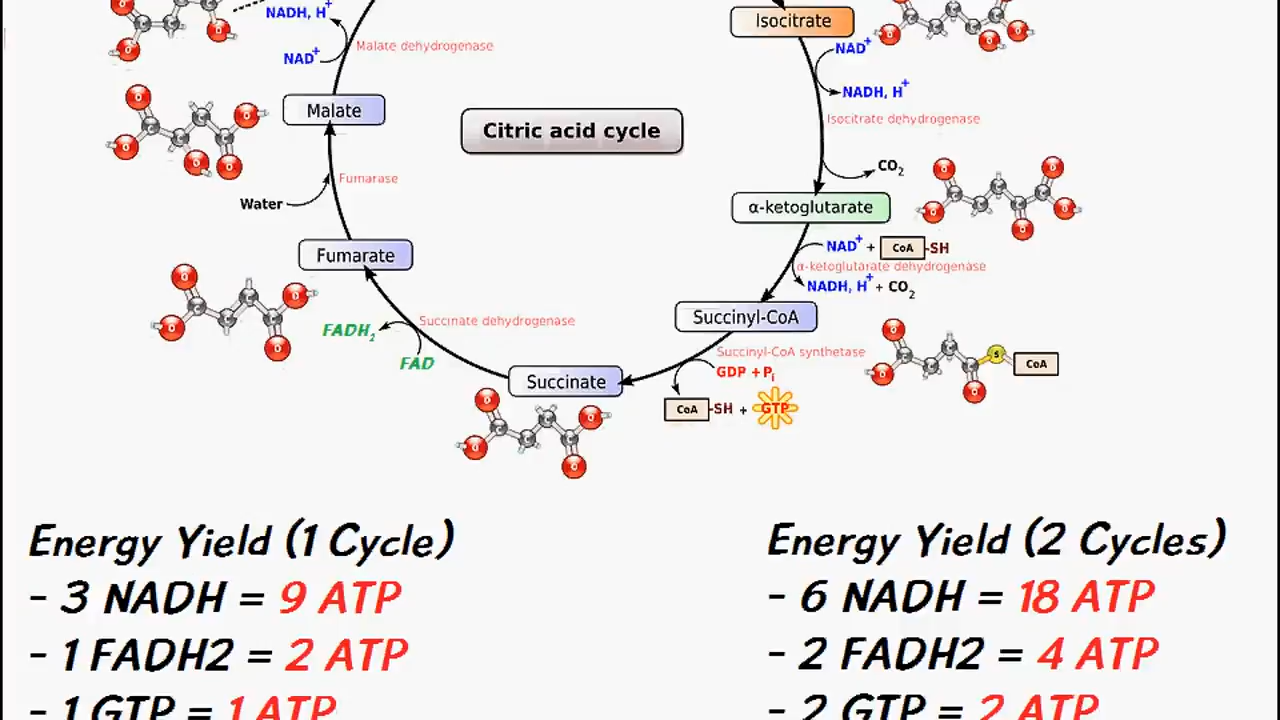 NADH, H+
Malate dehydrogenase
NAD+
Malate
Fumarase
Water
Fumarate
FADH2
Succinate dehydrogenase
FAD
Succinate
Citric acid cycle
Isocitrate
NAD+
NADH, H+
Isocitrate dehydrogenase
CO2
α-ketoglutarate
NAD+ + CoA-SH
α-ketoglutarate dehydrogenase
NADH, H+ + CO2
Succinyl-CoA
Succinyl-CoA synthetase
GDP + Pi
CoA-SH + GTP
S CoA
Energy Yield (1 Cycle)
- 3 NADH = 9 ATP
- 1 FADH2 = 2 ATP
- 1 GTP = 1 ATP
Energy Yield (2 Cycles)
- 6 NADH = 18 ATP
- 2 FADH2 = 4 ATP
- 2 GTP = 2 ATP